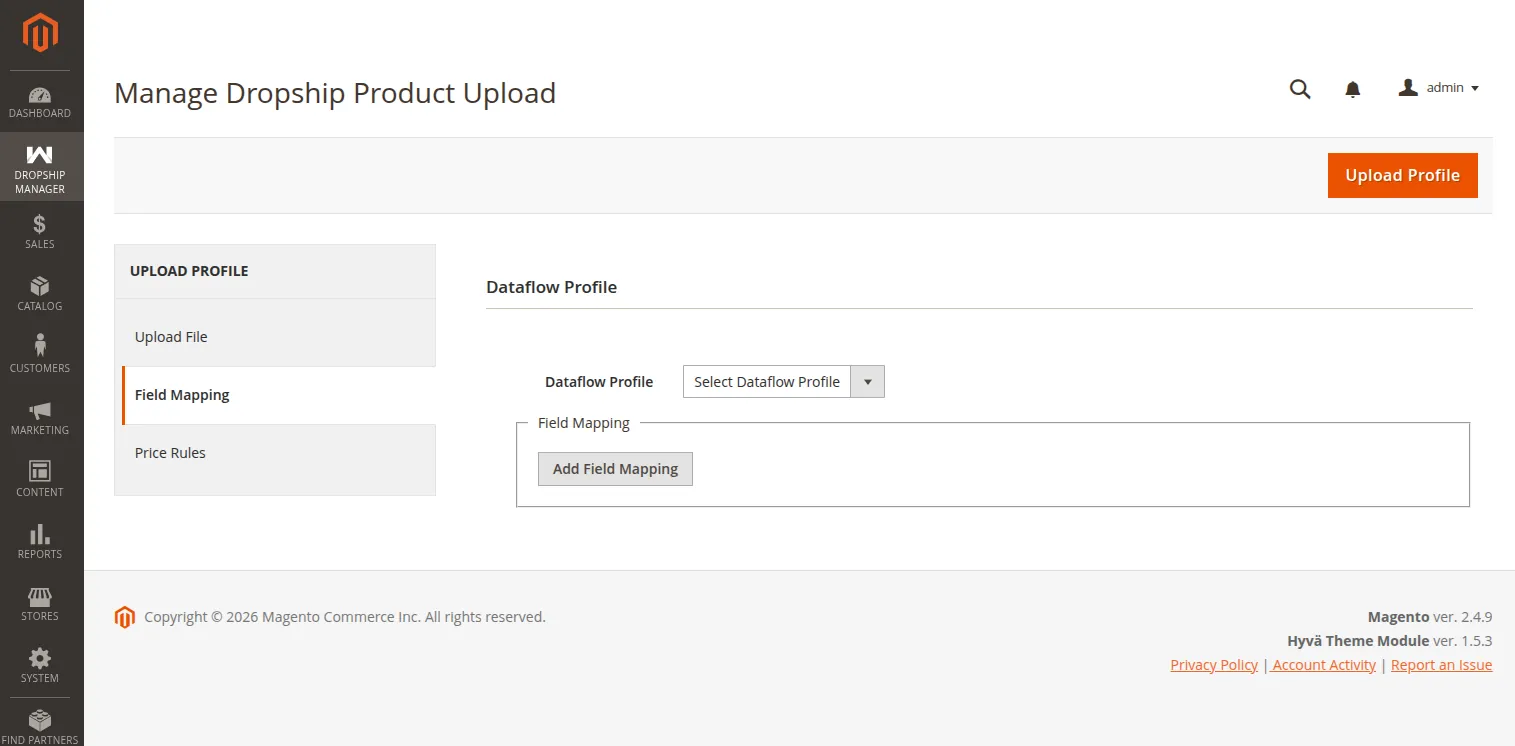 DASHBOARD
DROPSHIP
MANAGER
SALES
CATALOG
CUSTOMERS
MARKETING
CONTENT
REPORTS
STORES
SYSTEM
FIND PARTNERS
Manage Dropship Product Upload
admin
Upload Profile
UPLOAD PROFILE
Upload File
Field Mapping
Price Rules
Dataflow Profile
Dataflow Profile Select Dataflow Profile
Field Mapping
Add Field Mapping
Copyright © 2026 Magento Commerce Inc. All rights reserved.
Magento ver. 2.4.9
Hyvä Theme Module ver. 1.5.3
Privacy Policy | Account Activity | Report an Issue